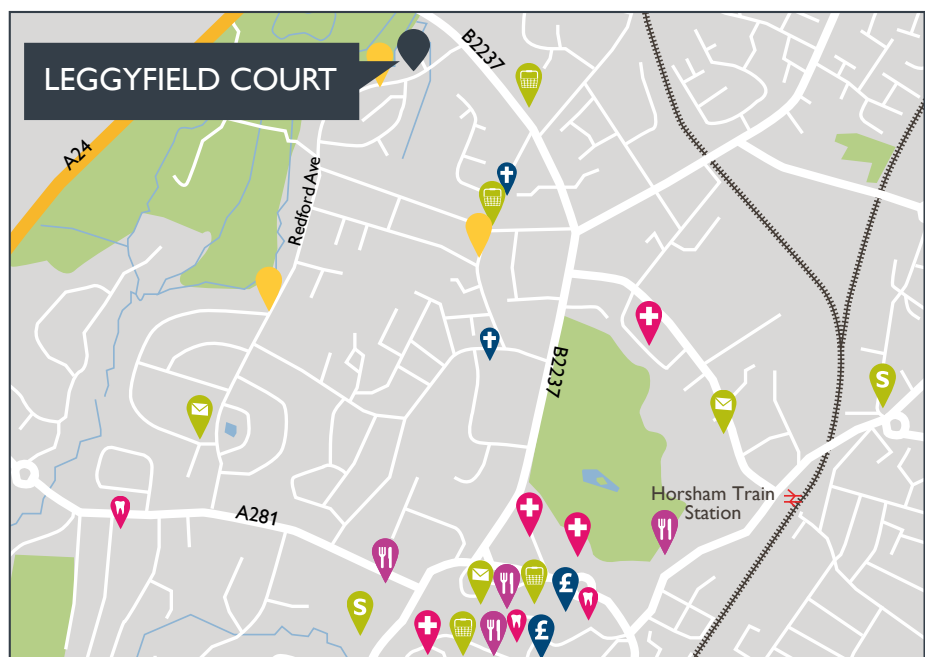 LEGGYFIELD COURT
B2237
A24
Redford Ave
B2237
S
Horsham Train
Station
A281
£
S
£